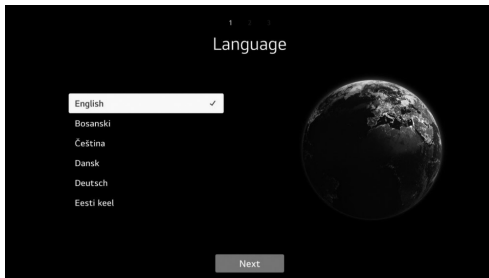 1 2 3
Language
English
Bosanski
Čeština
Dansk
Deutsch
Eesti keel
Next